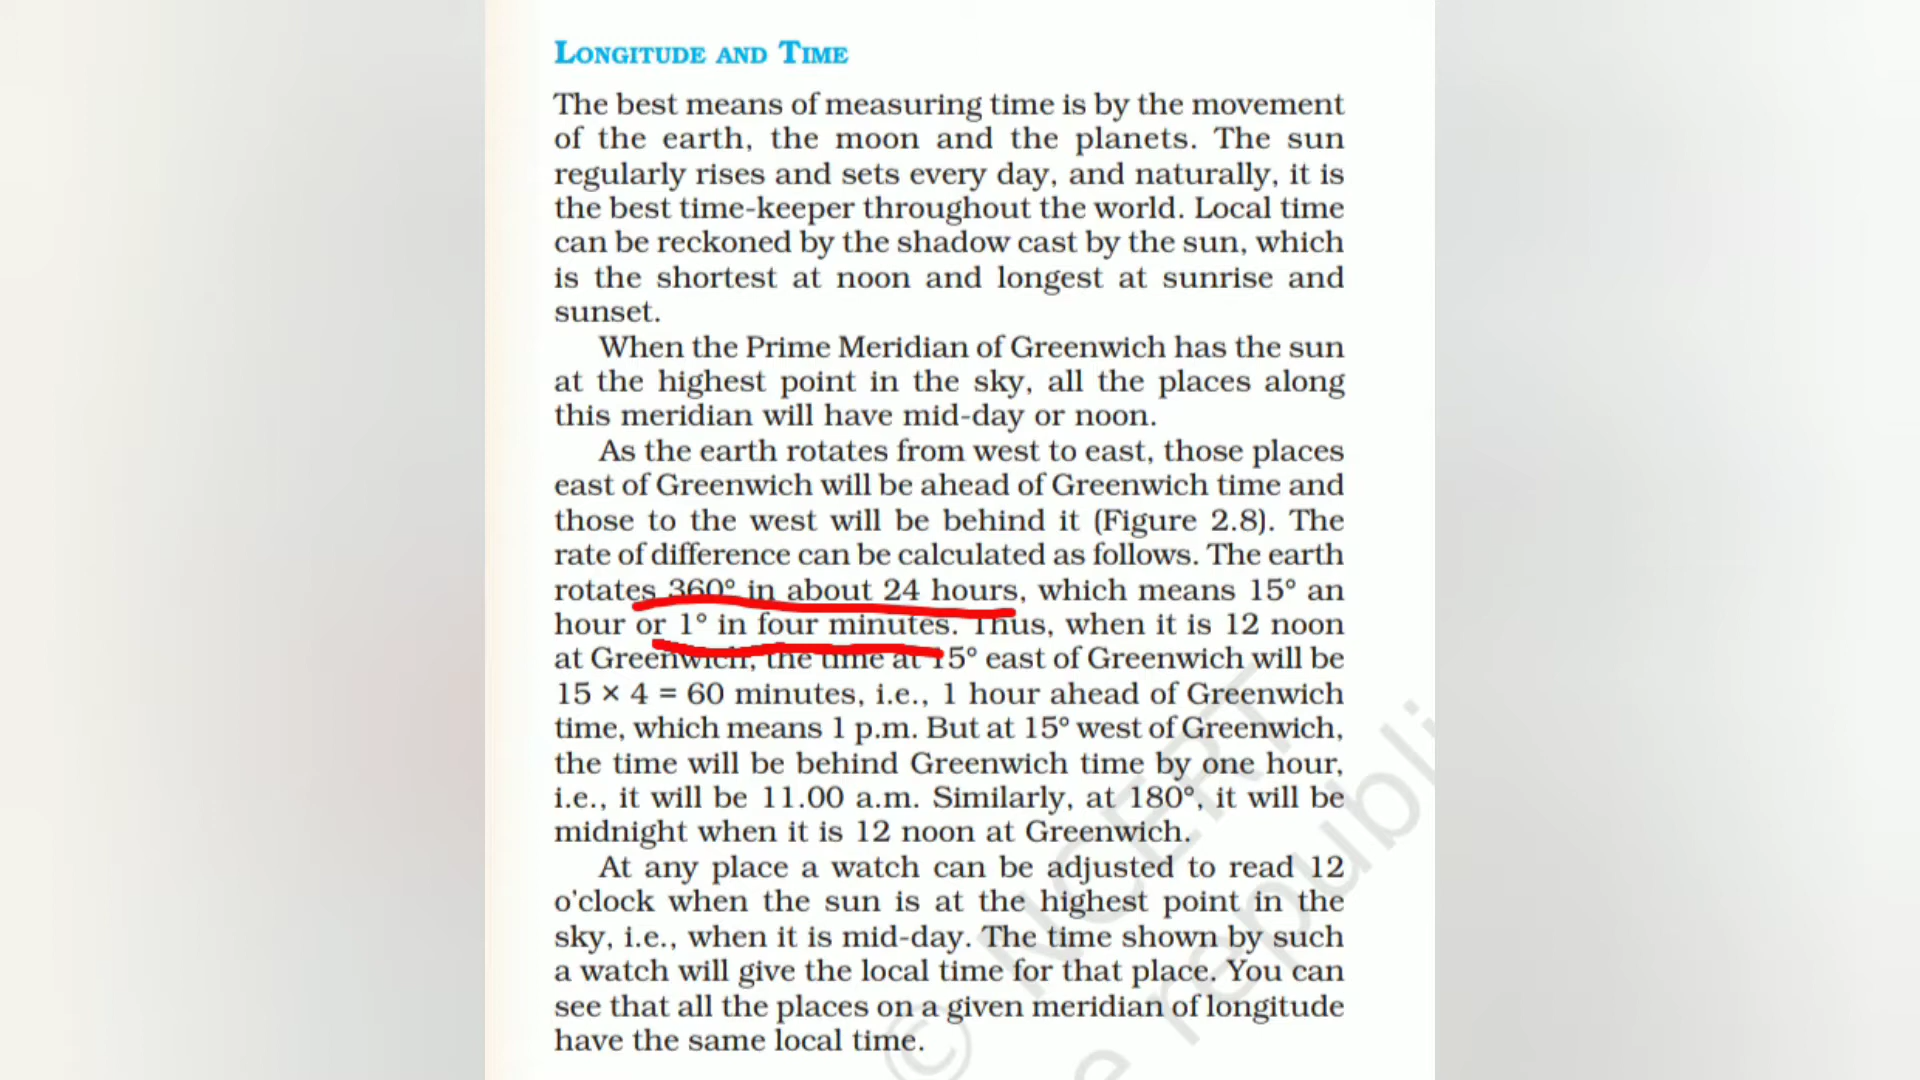 LONGITUDE AND TIME
The best means of measuring time is by the movement
of the earth, the moon and the planets. The sun
regularly rises and sets every day, and naturally, it is
the best time-keeper throughout the world. Local time
can be reckoned by the shadow cast by the sun, which
is the shortest at noon and longest at sunrise and
sunset.
When the Prime Meridian of Greenwich has the sun
at the highest point in the sky, all the places along
this meridian will have mid-day or noon.
As the earth rotates from west to east, those places
east of Greenwich will be ahead of Greenwich time and
those to the west will be behind it (Figure 2.8). The
rate of difference can be calculated as follows. The earth
rotates 360° in about 24 hours, which means 15° an
hour or 1° in four minutes. Thus, when it is 12 noon
at Greenwich, the time at 15° east of Greenwich will be
15 × 4 = 60 minutes, i.e., 1 hour ahead of Greenwich
time, which means 1 p.m. But at 15° west of Greenwich,
the time will be behind Greenwich time by one hour,
i.e., it will be 11.00 a.m. Similarly, at 180°, it will be
midnight when it is 12 noon at Greenwich.
At any place a watch can be adjusted to read 12
o'clock when the sun is at the highest point in the
sky, i.e., when it is mid-day. The time shown by such
a watch will give the local time for that place. You can
see that all the places on a given meridian of longitude
have the same local time.
© NCERT